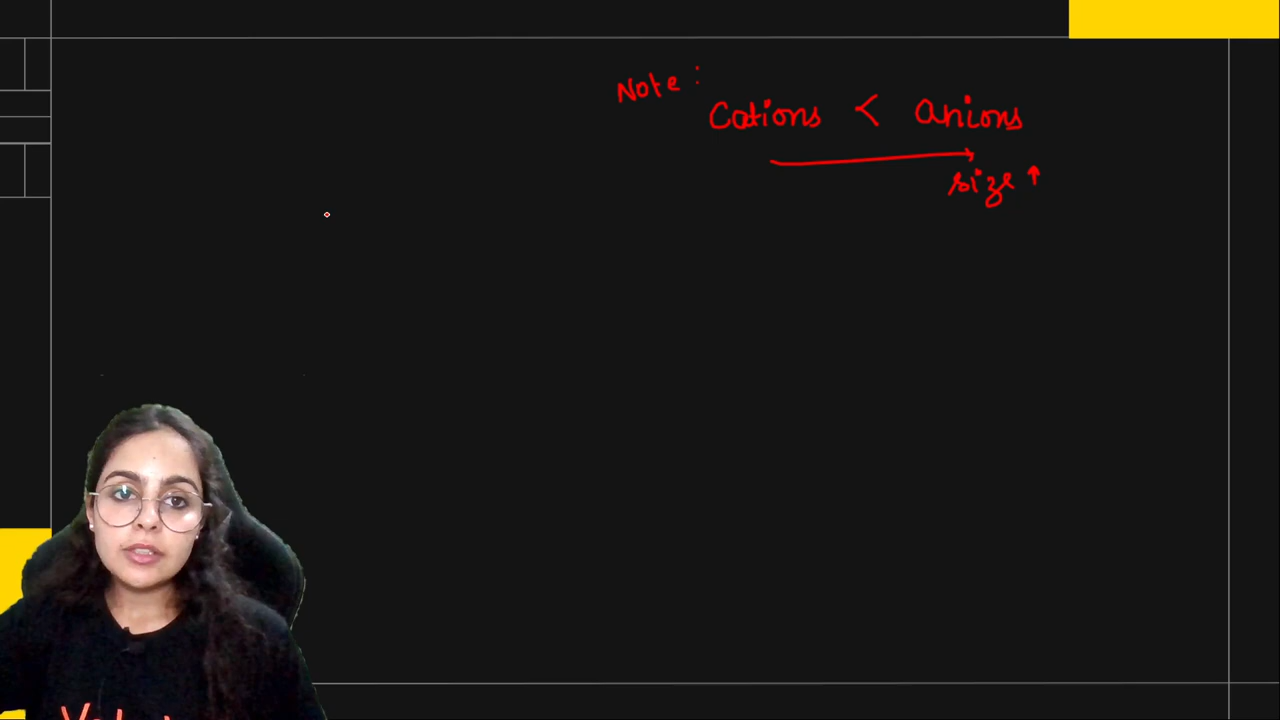 Note :
Cations < anions
size ↑